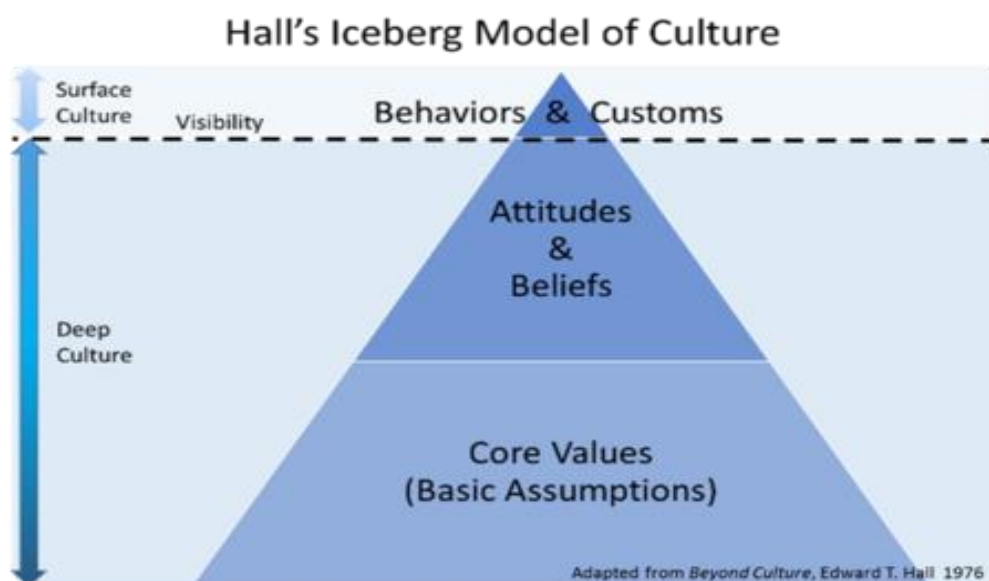 Hall's Iceberg Model of Culture
Surface
Culture
Visibility
Behaviors & Customs
Attitudes
&
Beliefs
Deep
Culture
Core Values
(Basic Assumptions)
Adapted from Beyond Culture, Edward T. Hall 1976